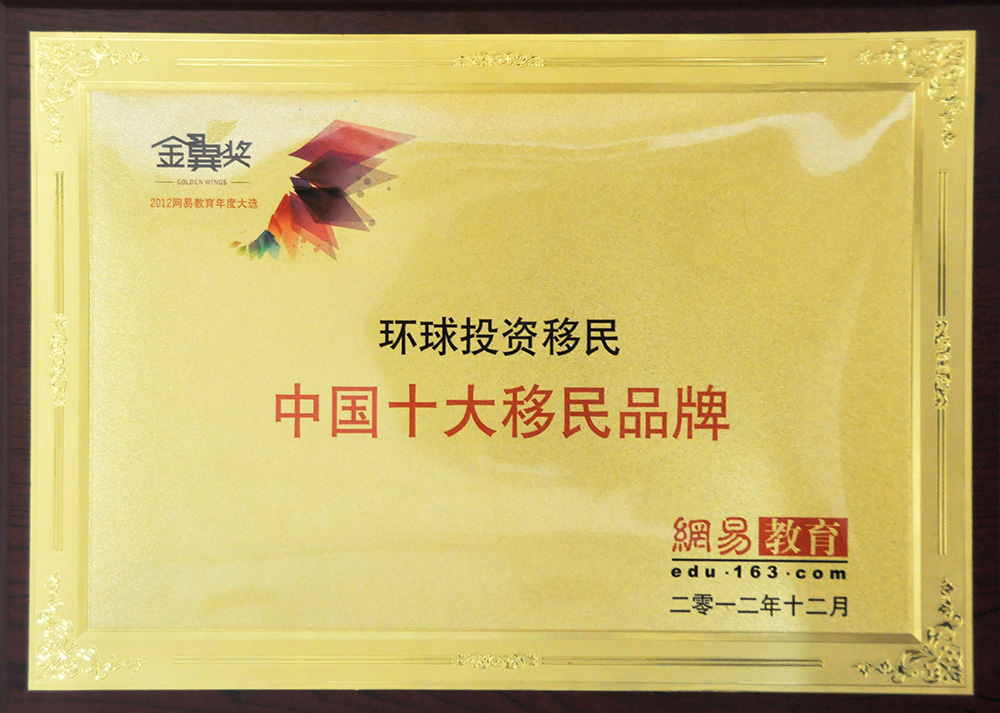 金翼奖
GOLDEN WINGS
2012网易教育年度大选
环球投资移民
中国十大移民品牌
網易教育
edu·163·com
二零一二年十二月